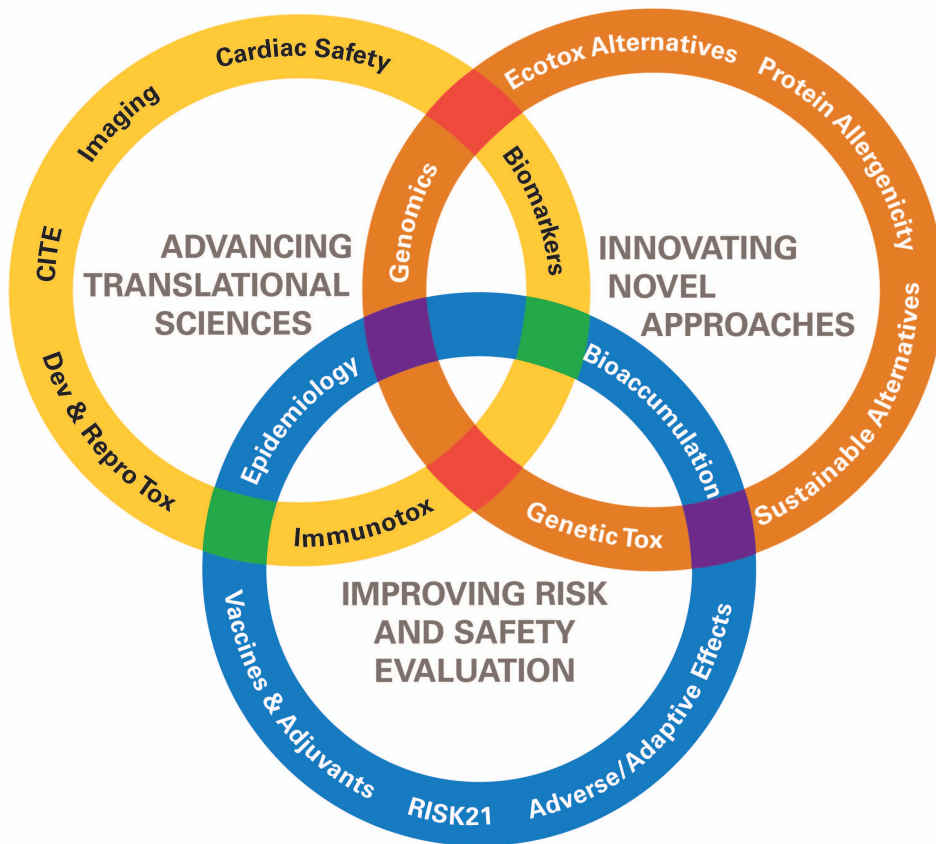 Cardiac Safety
Imaging
CITE
Dev & Repro Tox
Immunotox
Biomarkers
Ecotox Alternatives
Protein Allergenicity
Sustainable Alternatives
Genetic Tox
Genomics
ADVANCING
TRANSLATIONAL
SCIENCES
INNOVATING
NOVEL
APPROACHES
Epidemiology
Bioaccumulation
IMPROVING RISK
AND SAFETY
EVALUATION
Vaccines & Adjuvants
RISK21
Adverse/Adaptive Effects